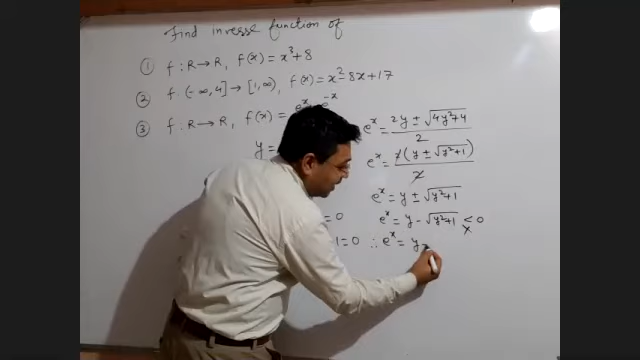 Find inverse function of
① f: R→R, f(x) = x³+8
② f: (-∞, 4] → [1, ∞), f(x) = x²-8x+17
③ f: R→R, f(x) = eˣ - e⁻ˣ
y =
= 0
1 = 0
eˣ = 2y ± √4y²+4 / 2
eˣ = 2(y ± √y²+1) / 2
eˣ = y ± √y²+1
eˣ = y - √y²+1 < 0
×
∴ eˣ = y